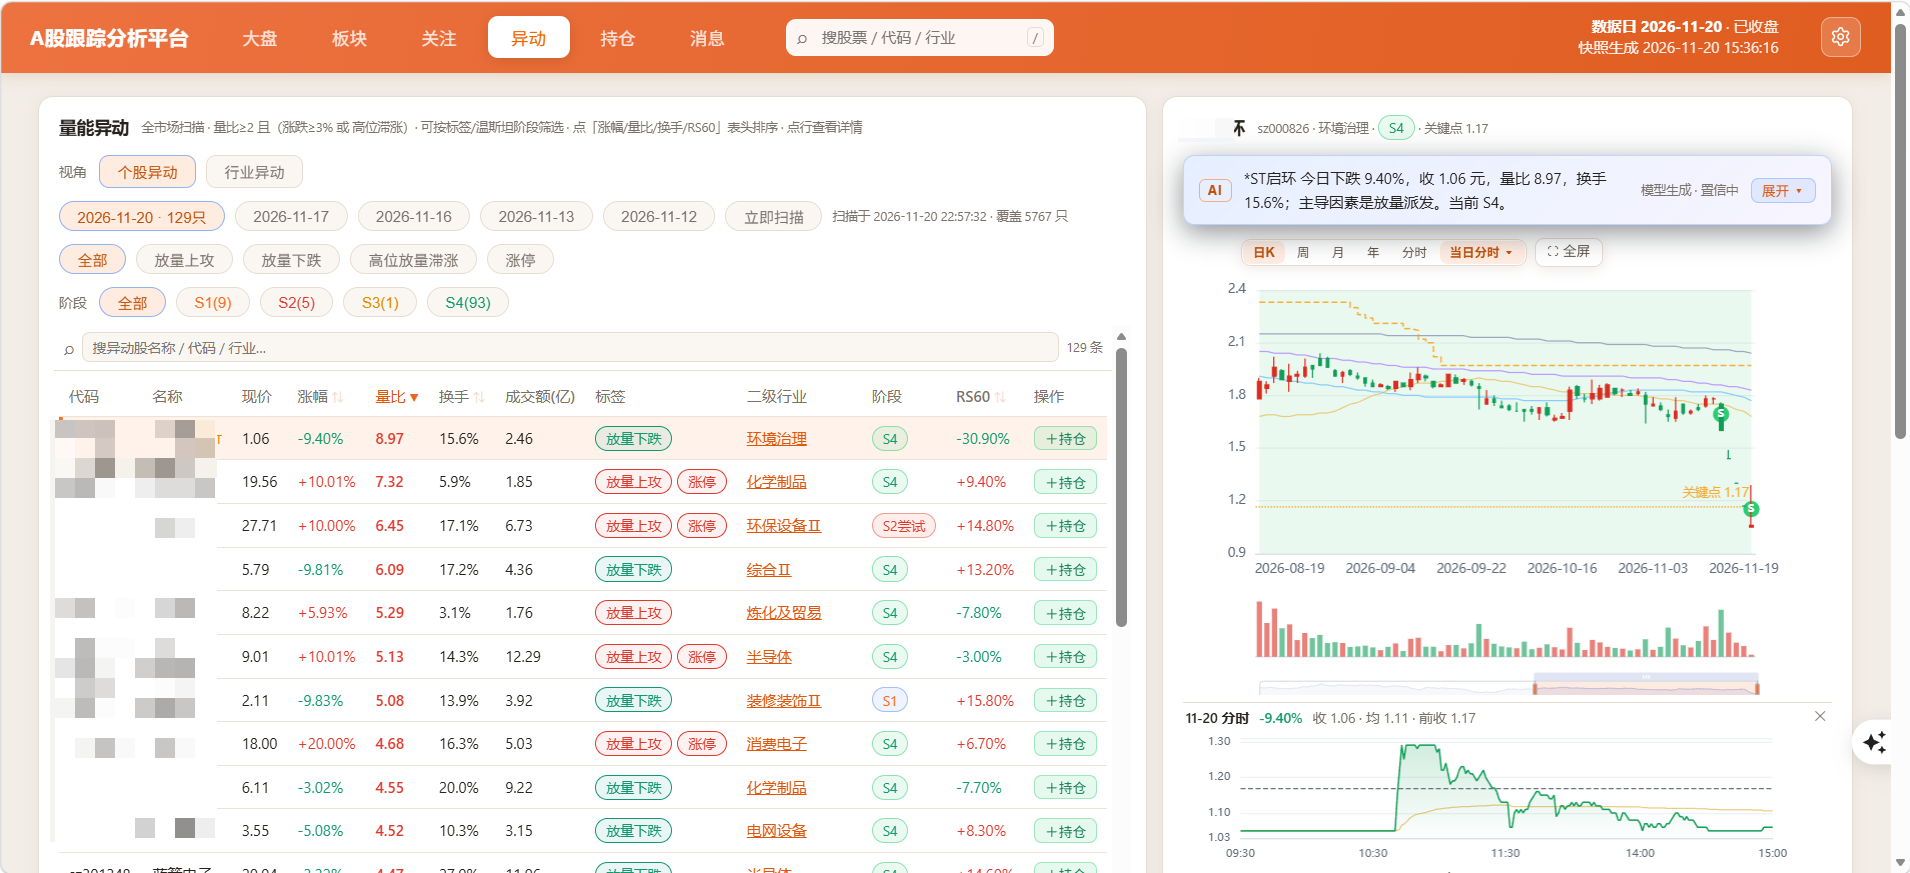 A股跟踪分析平台
大盘
板块
关注
异动
持仓
消息
搜股票 / 代码 / 行业
/
数据日 2026-11-20 · 已收盘
快照生成 2026-11-20 15:36:16
量能异动 全市场扫描 · 量比≥2 且（涨跌≥3% 或 高位滞涨）· 可按标签/温斯坦阶段筛选 · 点「涨幅/量比/换手/RS60」表头排序 · 点行查看详情
视角 个股异动 行业异动
2026-11-20 · 129只 2026-11-17 2026-11-16 2026-11-13 2026-11-12 立即扫描 扫描于 2026-11-20 22:57:32 · 覆盖 5767 只
全部 放量上攻 放量下跌 高位放量滞涨 涨停
阶段 全部 S1(9) S2(5) S3(1) S4(93)
搜异动股名称 / 代码 / 行业... 129 条
代码 名称 现价 涨幅 量比 ▼ 换手 成交额(亿) 标签 二级行业 阶段 RS60 操作
1.06 -9.40% 8.97 15.6% 2.46 放量下跌 环境治理 S4 -30.90% +持仓
19.56 +10.01% 7.32 5.9% 1.85 放量上攻 涨停 化学制品 S4 +9.40% +持仓
27.71 +10.00% 6.45 17.1% 6.73 放量上攻 涨停 环保设备Ⅱ S2尝试 +14.80% +持仓
5.79 -9.81% 6.09 17.2% 4.36 放量下跌 综合Ⅱ S4 +13.20% +持仓
8.22 +5.93% 5.29 3.1% 1.76 放量上攻 炼化及贸易 S4 -7.80% +持仓
9.01 +10.01% 5.13 14.3% 12.29 放量上攻 涨停 半导体 S4 -3.00% +持仓
2.11 -9.83% 5.08 13.9% 3.92 放量下跌 装修装饰Ⅱ S1 +15.80% +持仓
18.00 +20.00% 4.68 16.3% 5.03 放量上攻 涨停 消费电子 S4 +6.70% +持仓
6.11 -3.02% 4.55 20.0% 9.22 放量下跌 化学制品 S4 -7.70% +持仓
3.55 -5.08% 4.52 10.3% 3.15 放量下跌 电网设备 S4 +8.30% +持仓
sz000826 · 环境治理 · S4 · 关键点 1.17
AI
*ST启环 今日下跌 9.40%，收 1.06 元，量比 8.97，换手
15.6%；主导因素是放量派发。当前 S4。
模型生成 · 置信中
展开 ▾
日K 周 月 年 分时 当日分时 ▾ 全屏
2.4
2.1
1.8
1.5
1.2
0.9
S
关键点 1.17
S
2026-08-19 2026-09-04 2026-09-22 2026-10-16 2026-11-03 2026-11-19
11-20 分时 -9.40% 收 1.06 · 均 1.11 · 前收 1.17
1.30
1.20
1.10
1.03
09:30 10:30 11:30 14:00 15:00